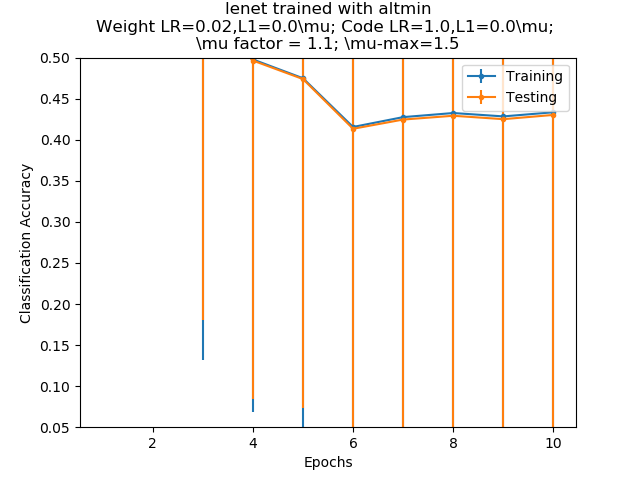 lenet trained with altmin
Weight LR=0.02,L1=0.0\mu; Code LR=1.0,L1=0.0\mu;
\mu factor = 1.1; \mu-max=1.5
Training
Testing
0.50
0.45
0.40
0.35
0.30
0.25
0.20
0.15
0.10
0.05
Classification Accuracy
2 4 6 8 10
Epochs